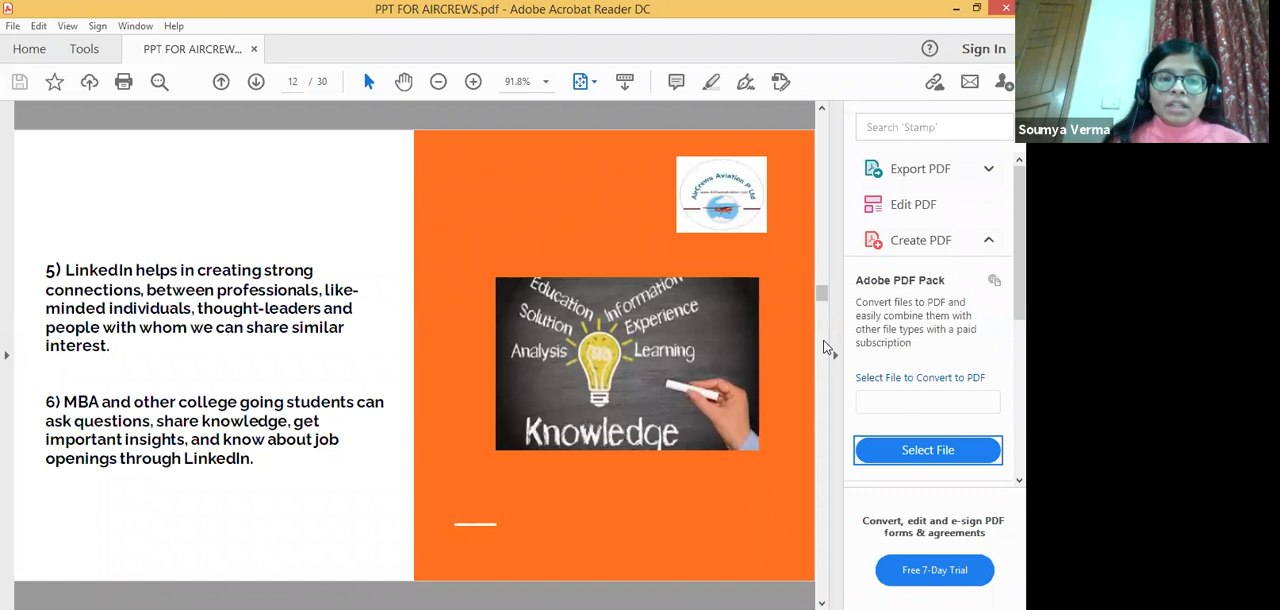 PPT FOR AIRCREWS.pdf - Adobe Acrobat Reader DC
File Edit View Sign Window Help
Home Tools PPT FOR AIRCREW... × Sign In
12 / 30 91.8%
Soumya Verma
Search 'Stamp'
Export PDF
Edit PDF
Create PDF
Adobe PDF Pack
Convert files to PDF and
easily combine them with
other file types with a paid
subscription
Select File to Convert to PDF
Select File
Convert, edit and e-sign PDF
forms & agreements
Free 7-Day Trial
AirCrews Aviation P Ltd
www.AirCrewsAviation.com
5) LinkedIn helps in creating strong
connections, between professionals, like-
minded individuals, thought-leaders and
people with whom we can share similar
interest.
6) MBA and other college going students can
ask questions, share knowledge, get
important insights, and know about job
openings through LinkedIn.
Education Information
Solution Experience
Analysis Learning
Knowledge